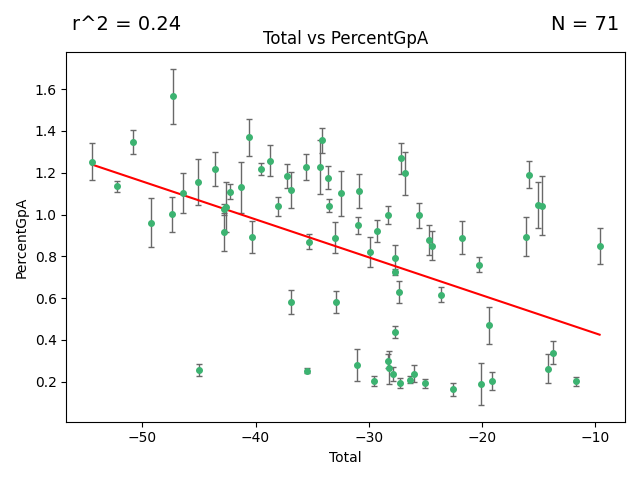 r^2 = 0.24
N = 71
Total vs PercentGpA
PercentGpA
1.6
1.4
1.2
1.0
0.8
0.6
0.4
0.2
−50
−40
−30
−20
−10
Total